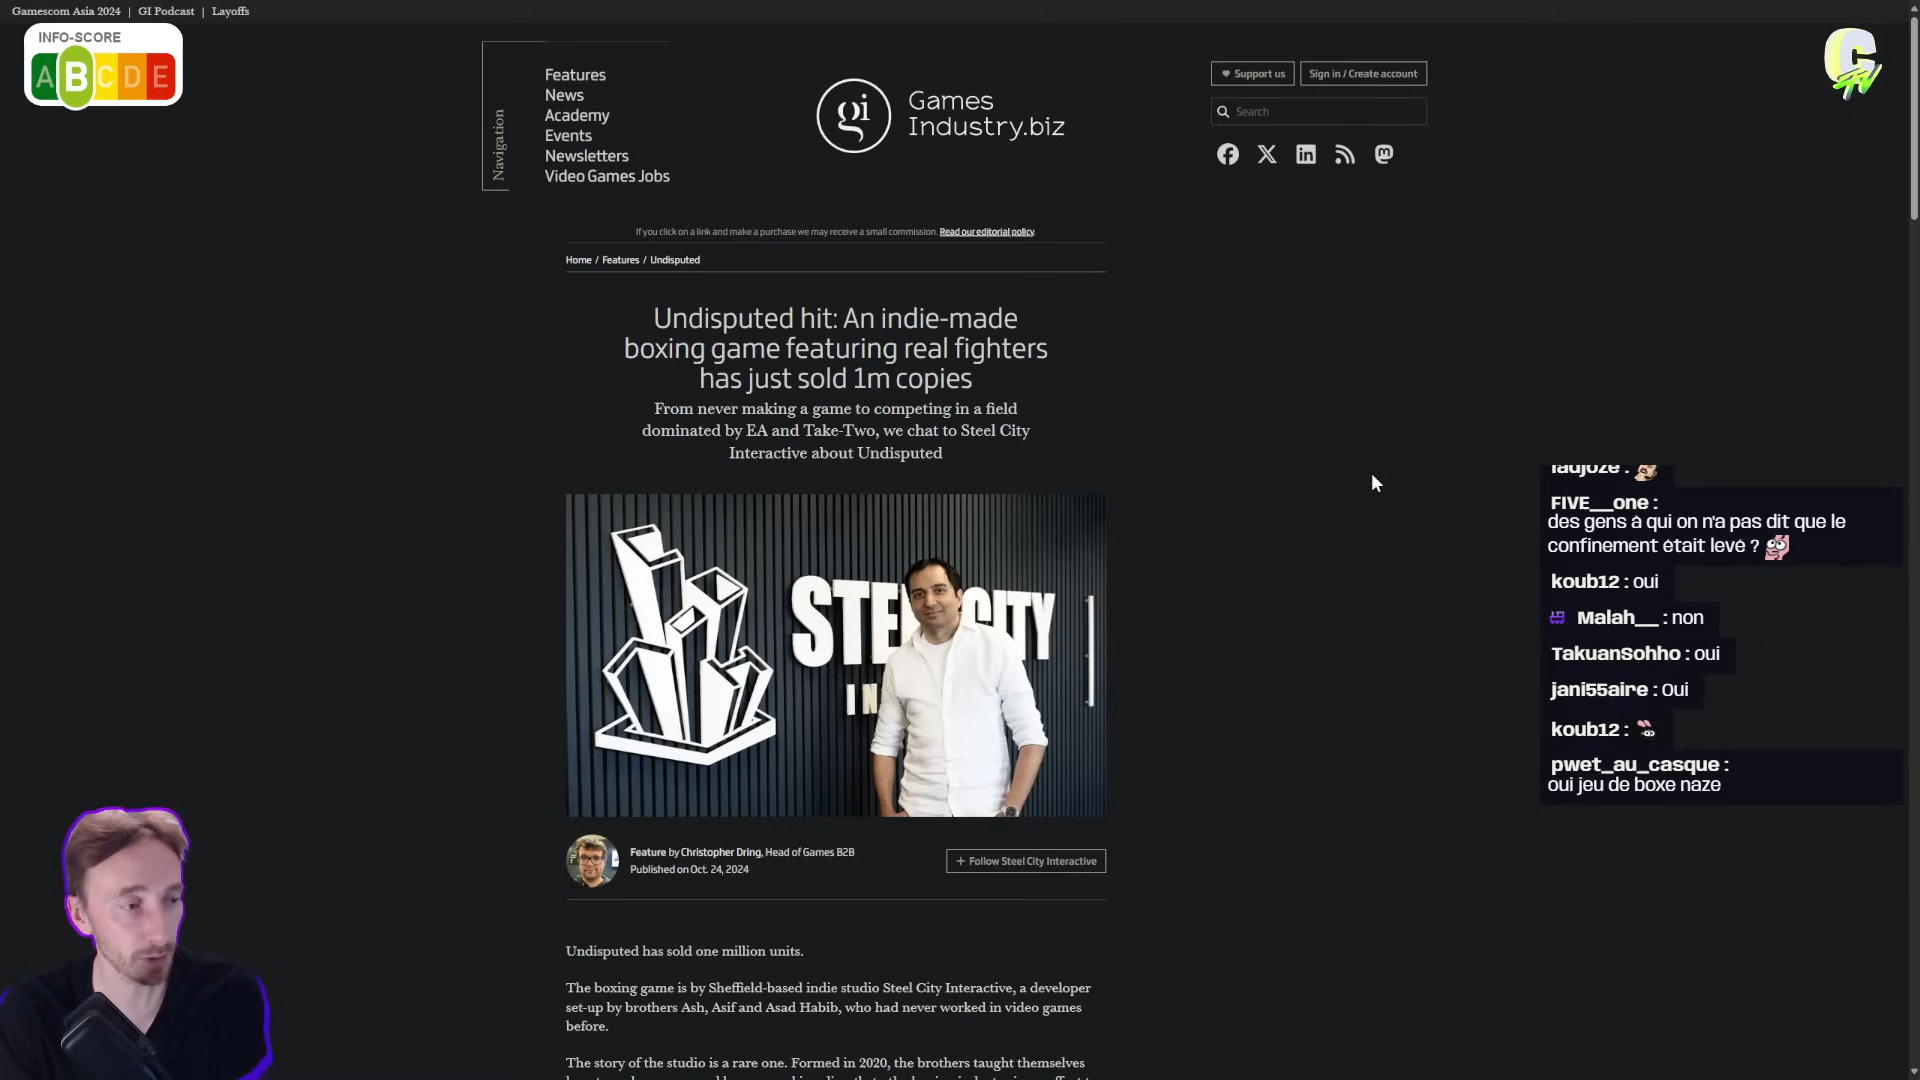 Gamescom Asia 2024 | GI Podcast | Layoffs
INFO-SCORE
A B C D E
Navigation
Features
News
Academy
Events
Newsletters
Video Games Jobs
gi
Games
Industry.biz
Support us
Sign in / Create account
Search
If you click on a link and make a purchase we may receive a small commission. Read our editorial policy.
Home / Features / Undisputed
Undisputed hit: An indie-made
boxing game featuring real fighters
has just sold 1m copies
From never making a game to competing in a field
dominated by EA and Take-Two, we chat to Steel City
Interactive about Undisputed
Feature by Christopher Dring, Head of Games B2B
Published on Oct. 24, 2024
+ Follow Steel City Interactive
Undisputed has sold one million units.
The boxing game is by Sheffield-based indie studio Steel City Interactive, a developer
set-up by brothers Ash, Asif and Asad Habib, who had never worked in video games
before.
The story of the studio is a rare one. Formed in 2020, the brothers taught themselves
ladjoze :
FIVE__one :
des gens à qui on n'a pas dit que le
confinement était levé ?
koub12 : oui
Malah__ : non
TakuanSohho : oui
jani55aire : Oui
koub12 :
pwet_au_casque :
oui jeu de boxe naze